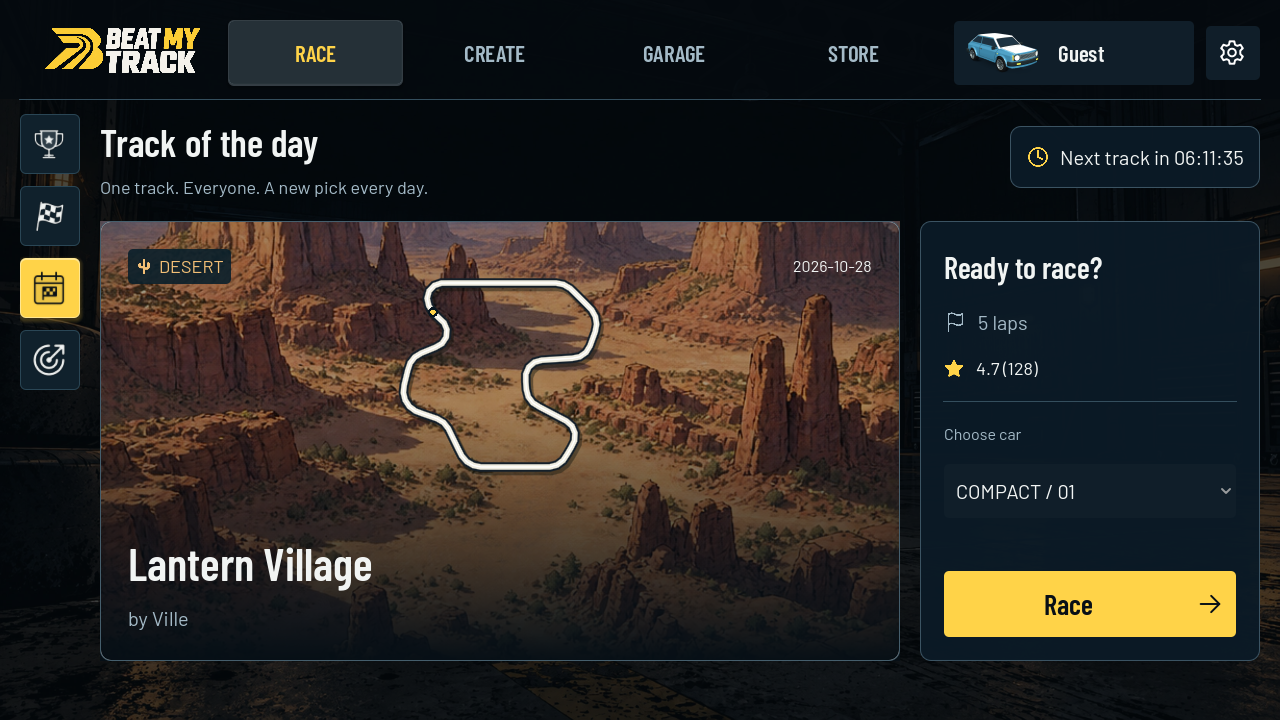 BEAT MY
TRACK
RACE
CREATE
GARAGE
STORE
Guest
Track of the day
One track. Everyone. A new pick every day.
Next track in 06:11:35
DESERT
2026-10-28
Lantern Village
by Ville
Ready to race?
5 laps
4.7 (128)
Choose car
COMPACT / 01
Race